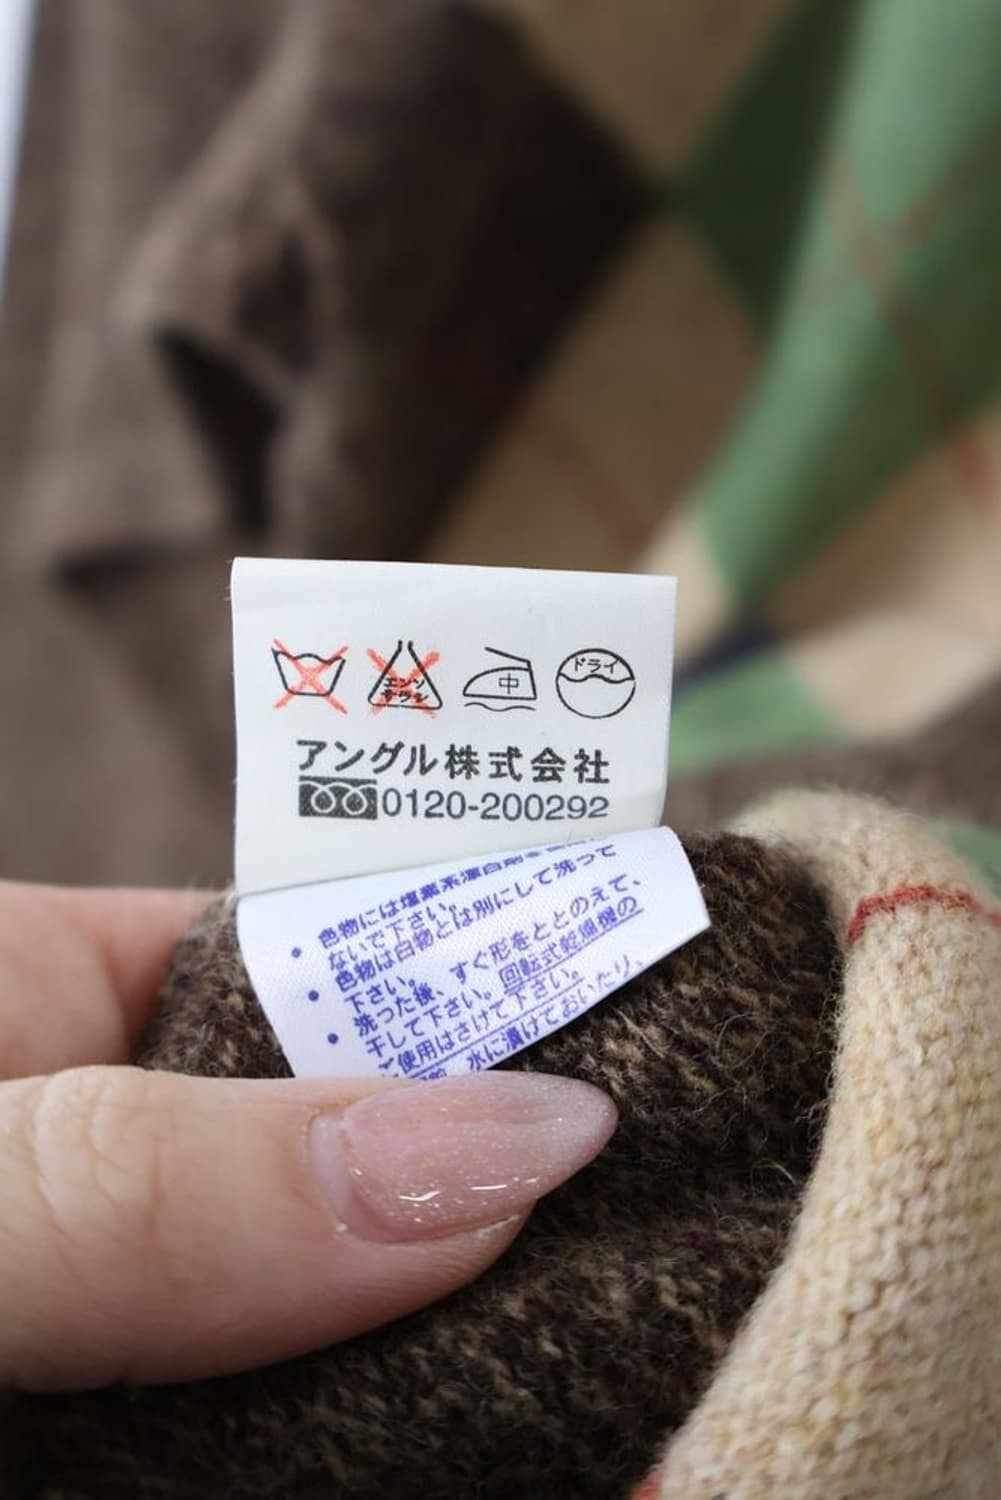 エンソ
サラシ
中
ドライ
アングル株式会社
0120-200292
・色物には塩素系漂白剤を使用し
ないで下さい。
・色物は白物とは別にして洗って
下さい。
・洗った後、すぐ形をととのえて、
干して下さい。回転式乾燥機の
ご使用はさけて下さい。
水に漬けておいたり、